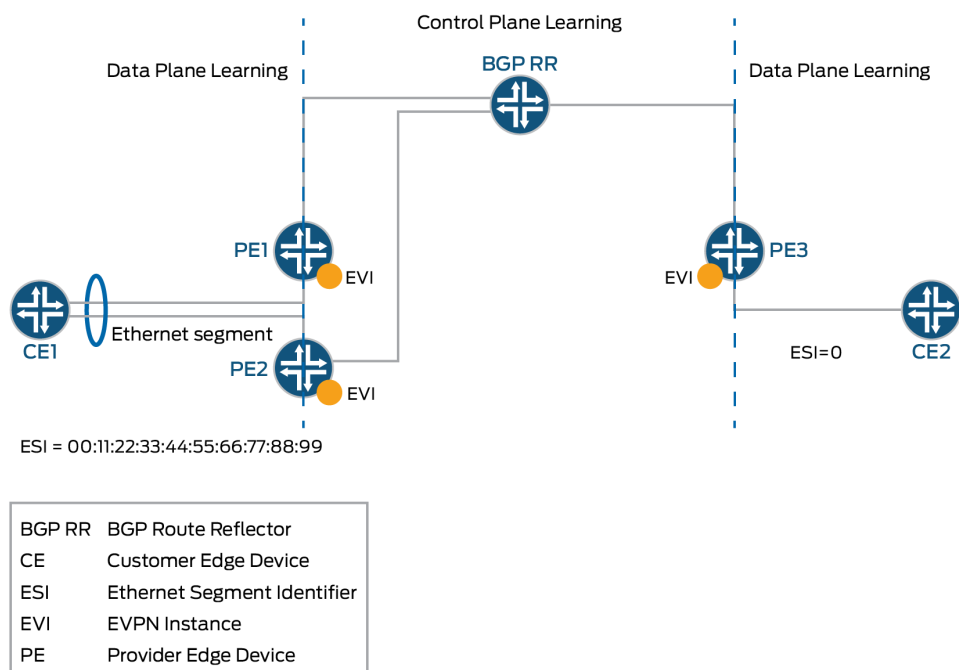 Control Plane Learning
Data Plane Learning
BGP RR
Data Plane Learning
PE1
EVI
EVI
PE3
Ethernet segment
CE1
PE2
EVI
ESI=0
CE2
ESI = 00:11:22:33:44:55:66:77:88:99
BGP RR BGP Route Reflector
CE Customer Edge Device
ESI Ethernet Segment Identifier
EVI EVPN Instance
PE Provider Edge Device